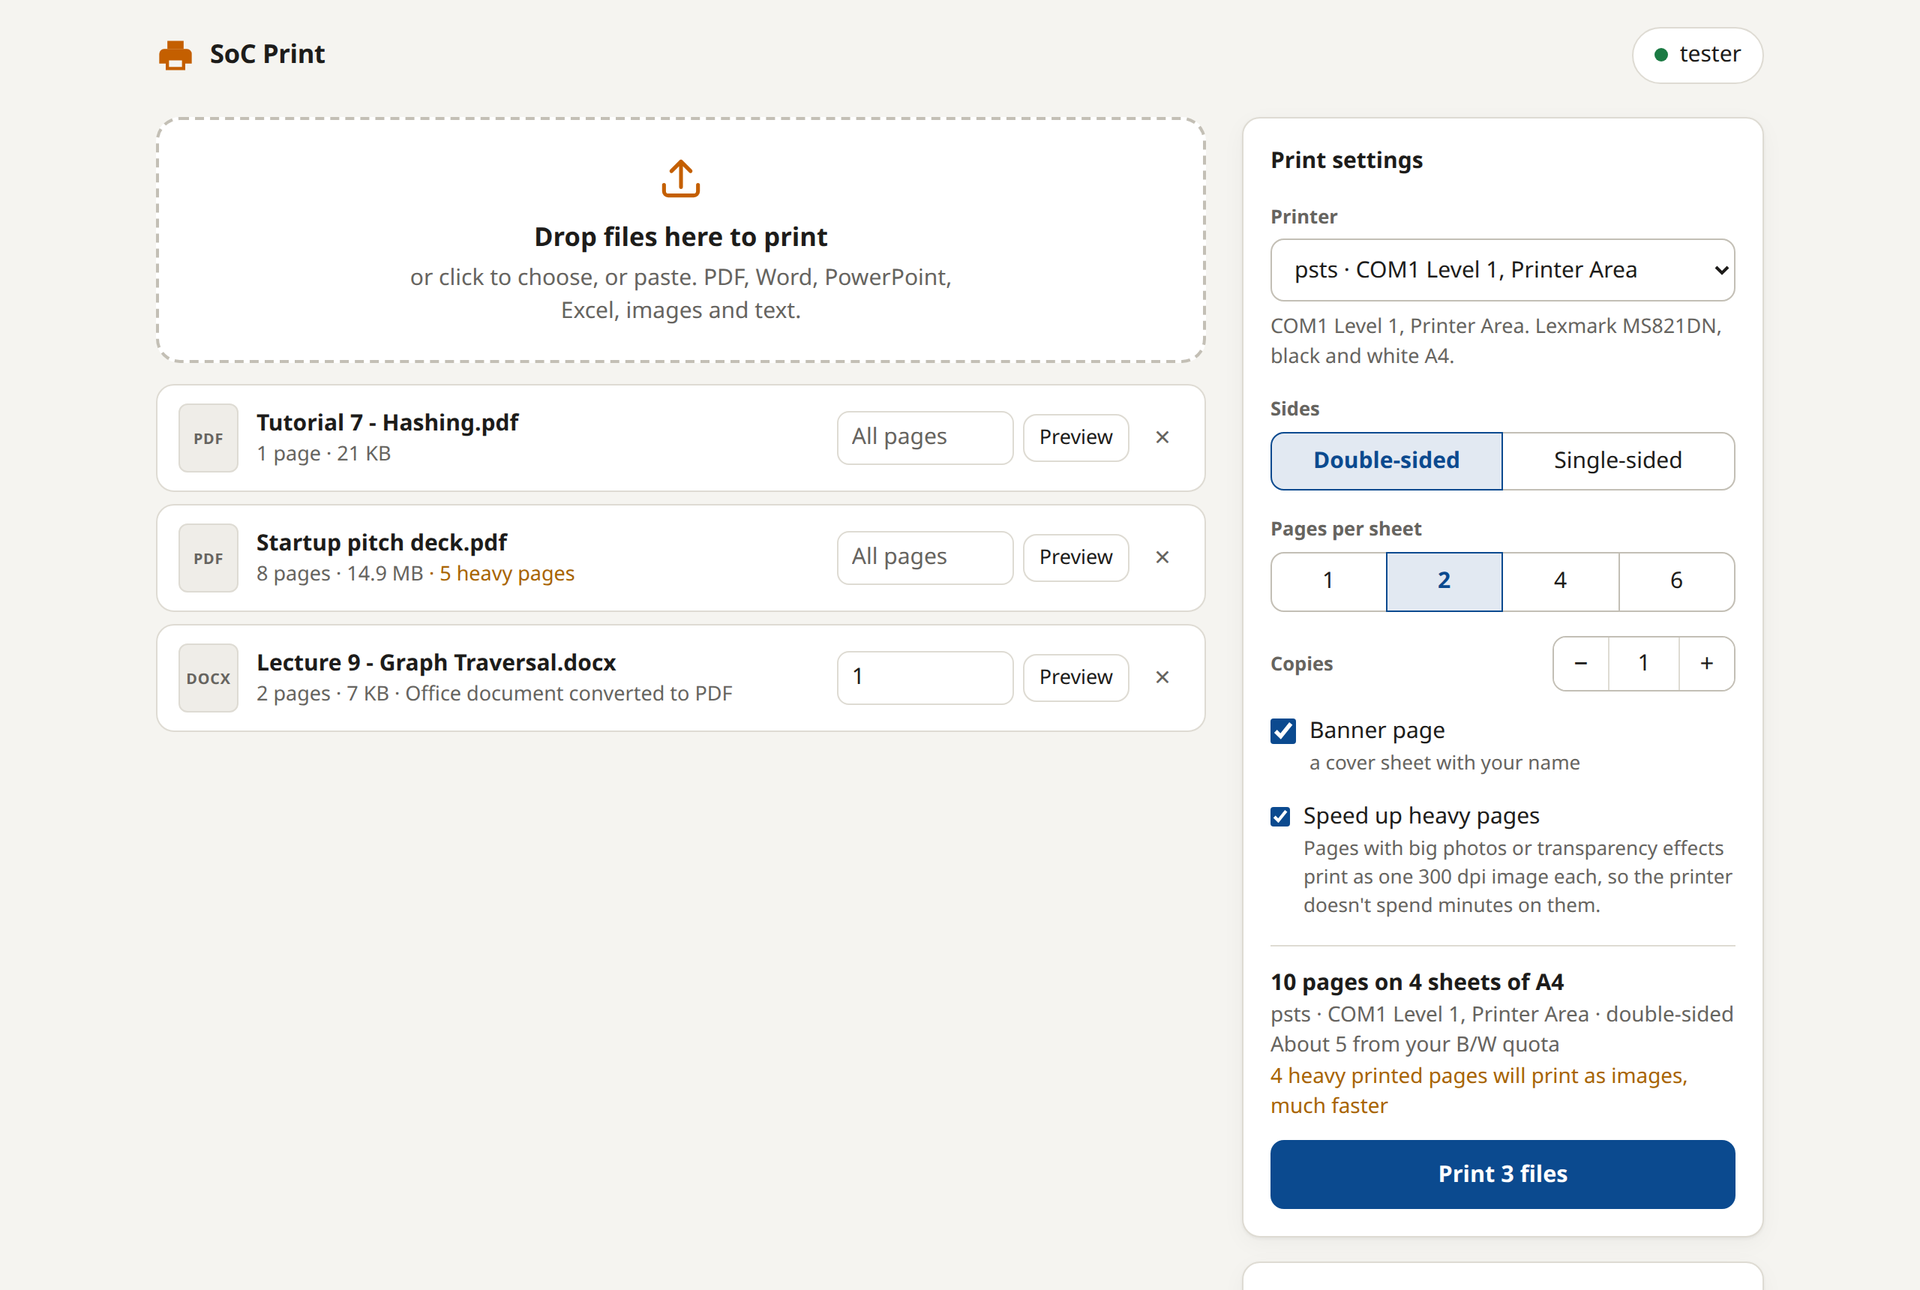 SoC Print
tester
Drop files here to print
or click to choose, or paste. PDF, Word, PowerPoint,
Excel, images and text.
PDF
Tutorial 7 - Hashing.pdf
1 page · 21 KB
All pages
Preview
×
PDF
Startup pitch deck.pdf
8 pages · 14.9 MB · 5 heavy pages
All pages
Preview
×
DOCX
Lecture 9 - Graph Traversal.docx
2 pages · 7 KB · Office document converted to PDF
1
Preview
×
Print settings
Printer
psts · COM1 Level 1, Printer Area
COM1 Level 1, Printer Area. Lexmark MS821DN,
black and white A4.
Sides
Double-sided
Single-sided
Pages per sheet
1
2
4
6
Copies
− 1 +
Banner page
a cover sheet with your name
Speed up heavy pages
Pages with big photos or transparency effects
print as one 300 dpi image each, so the printer
doesn't spend minutes on them.
10 pages on 4 sheets of A4
psts · COM1 Level 1, Printer Area · double-sided
About 5 from your B/W quota
4 heavy printed pages will print as images,
much faster
Print 3 files